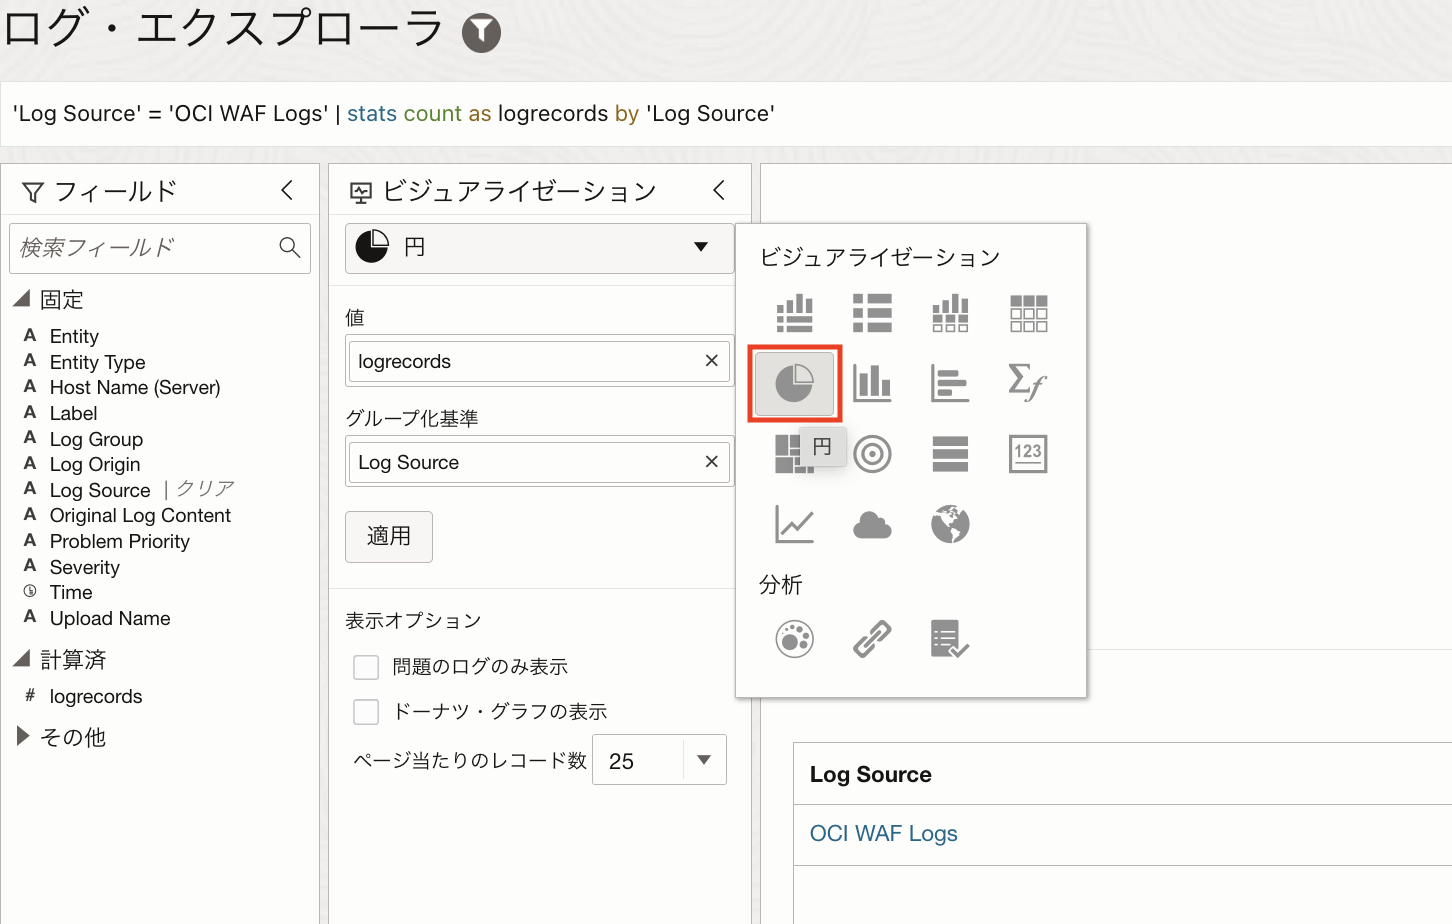 ログ・エクスプローラ
'Log Source' = 'OCI WAF Logs' | stats count as logrecords by 'Log Source'
フィールド
検索フィールド
固定
A Entity
A Entity Type
A Host Name (Server)
A Label
A Log Group
A Log Origin
A Log Source | クリア
A Original Log Content
A Problem Priority
A Severity
Time
A Upload Name
計算済
# logrecords
その他
ビジュアライゼーション
円
値
logrecords ×
グループ化基準
Log Source ×
適用
表示オプション
問題のログのみ表示
ドーナツ・グラフの表示
ページ当たりのレコード数 25
ビジュアライゼーション
円
123
分析
Log Source
OCI WAF Logs